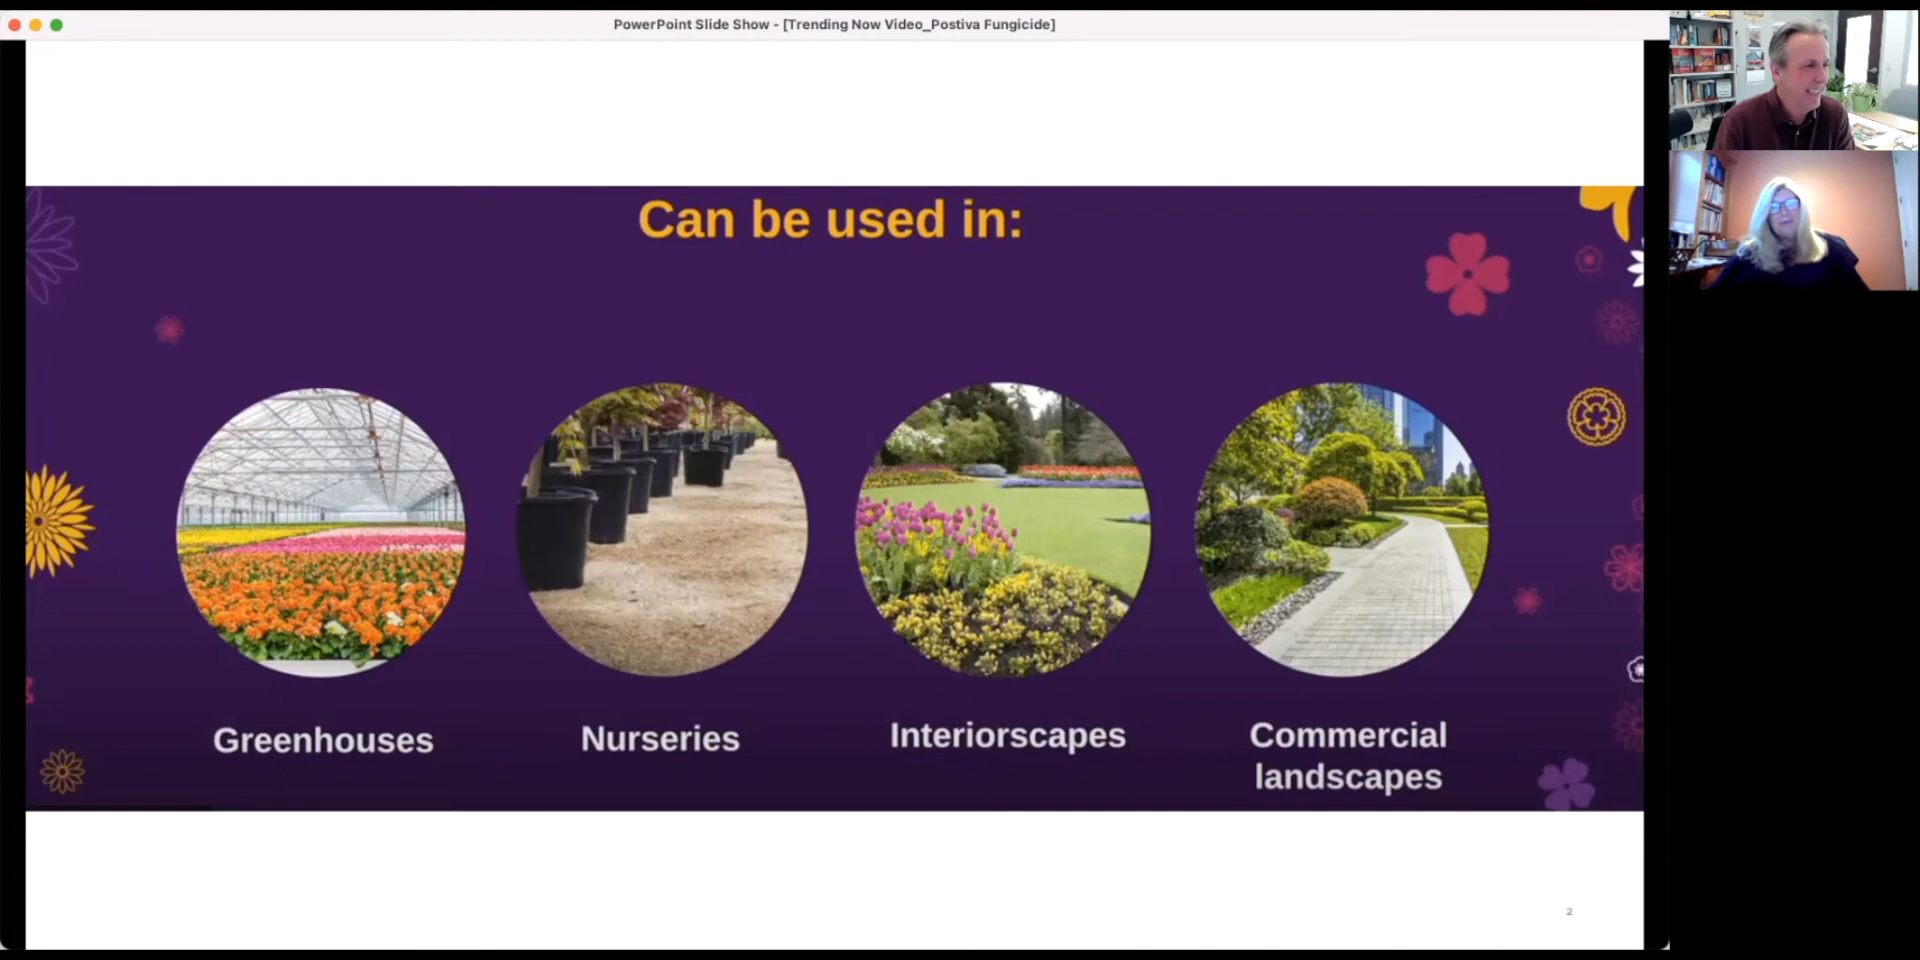 PowerPoint Slide Show - [Trending Now Video_Postiva Fungicide]
Can be used in:
Greenhouses
Nurseries
Interiorscapes
Commercial
landscapes
2